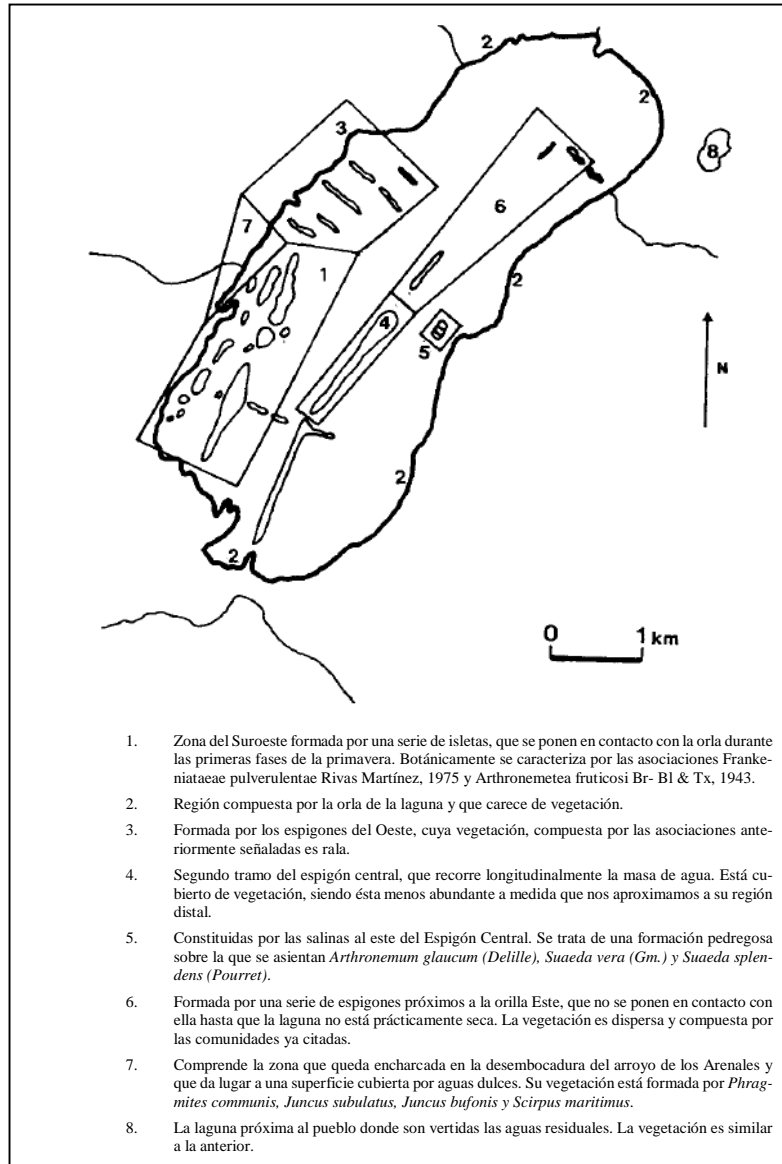 2
2
3
8
6
7
2
1
4
5
N
2
2
0 1 km
1. Zona del Suroeste formada por una serie de isletas, que se ponen en contacto con la orla durante
las primeras fases de la primavera. Botánicamente se caracteriza por las asociaciones Franke-
niataeae pulverulentae Rivas Martínez, 1975 y Arthronemetea fruticosi Br- Bl & Tx, 1943.
2. Región compuesta por la orla de la laguna y que carece de vegetación.
3. Formada por los espigones del Oeste, cuya vegetación, compuesta por las asociaciones ante-
riormente señaladas es rala.
4. Segundo tramo del espigón central, que recorre longitudinalmente la masa de agua. Está cu-
bierto de vegetación, siendo ésta menos abundante a medida que nos aproximamos a su región
distal.
5. Constituidas por las salinas al este del Espigón Central. Se trata de una formación pedregosa
sobre la que se asientan Arthronemum glaucum (Delille), Suaeda vera (Gm.) y Suaeda splen-
dens (Pourret).
6. Formada por una serie de espigones próximos a la orilla Este, que no se ponen en contacto con
ella hasta que la laguna no está prácticamente seca. La vegetación es dispersa y compuesta por
las comunidades ya citadas.
7. Comprende la zona que queda encharcada en la desembocadura del arroyo de los Arenales y
que da lugar a una superficie cubierta por aguas dulces. Su vegetación está formada por Phrag-
mites communis, Juncus subulatus, Juncus bufonis y Scirpus maritimus.
8. La laguna próxima al pueblo donde son vertidas las aguas residuales. La vegetación es similar
a la anterior.